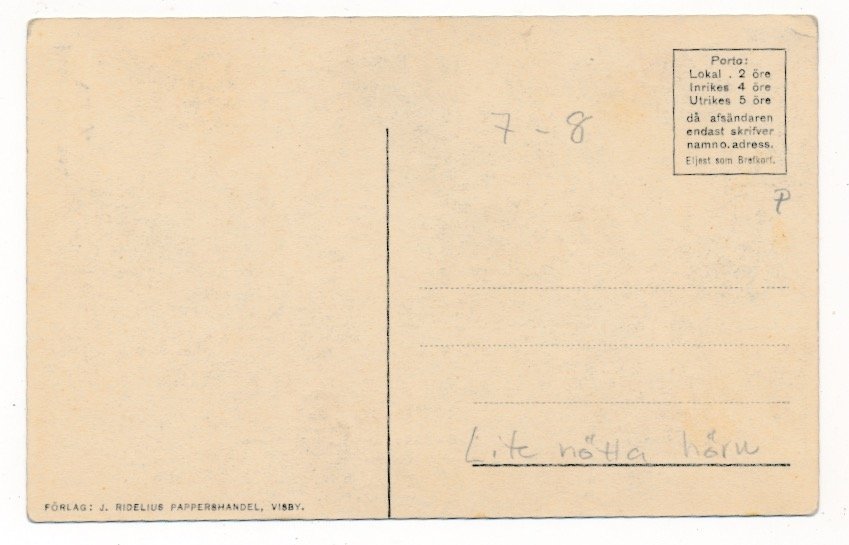 Porto:
Lokal . 2 öre
Inrikes 4 öre
Utrikes 5 öre
då afsändaren
endast skrifver
namn o. adress.
Eljest som Brefkort.
7-8
P
Lite nötta hörn
FÖRLAG: J. RIDELIUS PAPPERSHANDEL, VISBY.